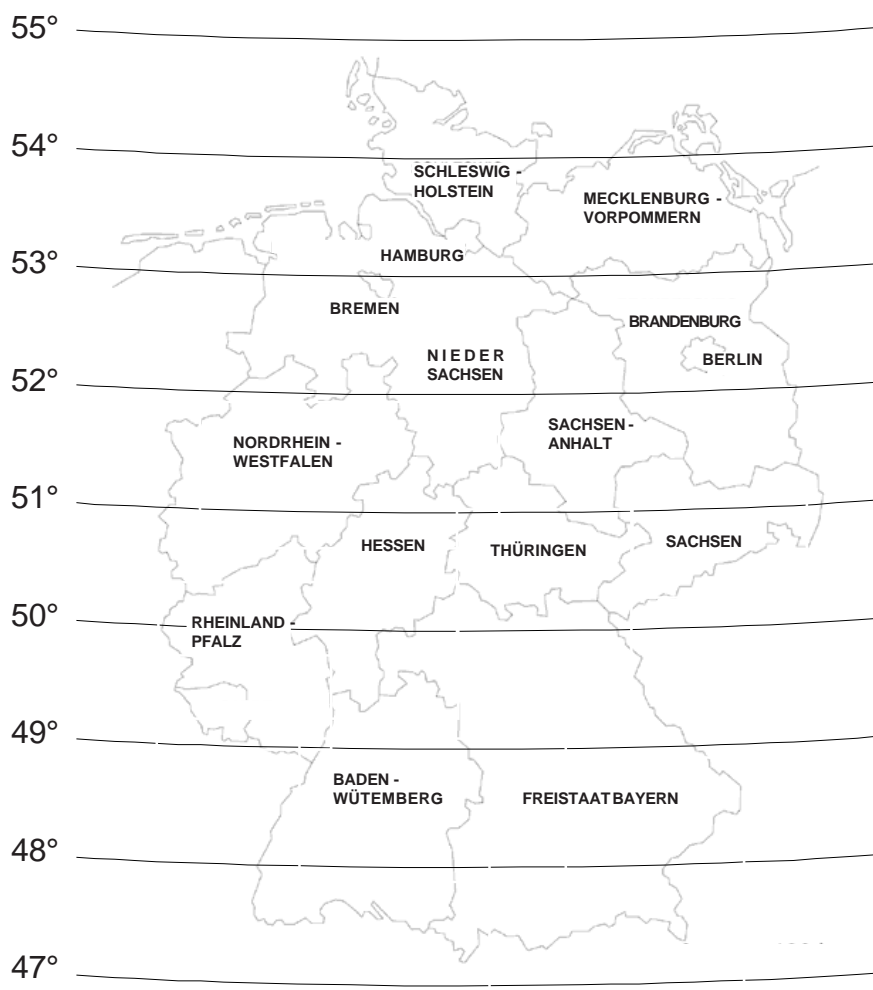 55°
54°
SCHLESWIG -
HOLSTEIN
MECKLENBURG -
VORPOMMERN
53°
HAMBURG
BREMEN
BRANDENBURG
NIEDER
SACHSEN
BERLIN
52°
SACHSEN-
ANHALT
NORDRHEIN -
WESTFALEN
51°
HESSEN
THÜRINGEN
SACHSEN
50°
RHEINLAND -
PFALZ
49°
BADEN -
WÜTEMBERG
FREISTAAT BAYERN
48°
47°